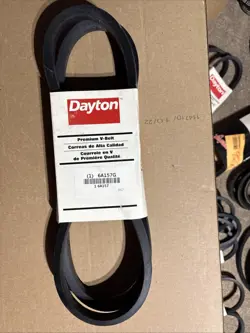 Dayton
Premium V-Belt
Correas de Alta Calidad
Courroie en V
de Première Qualité.
(1) 6A157G